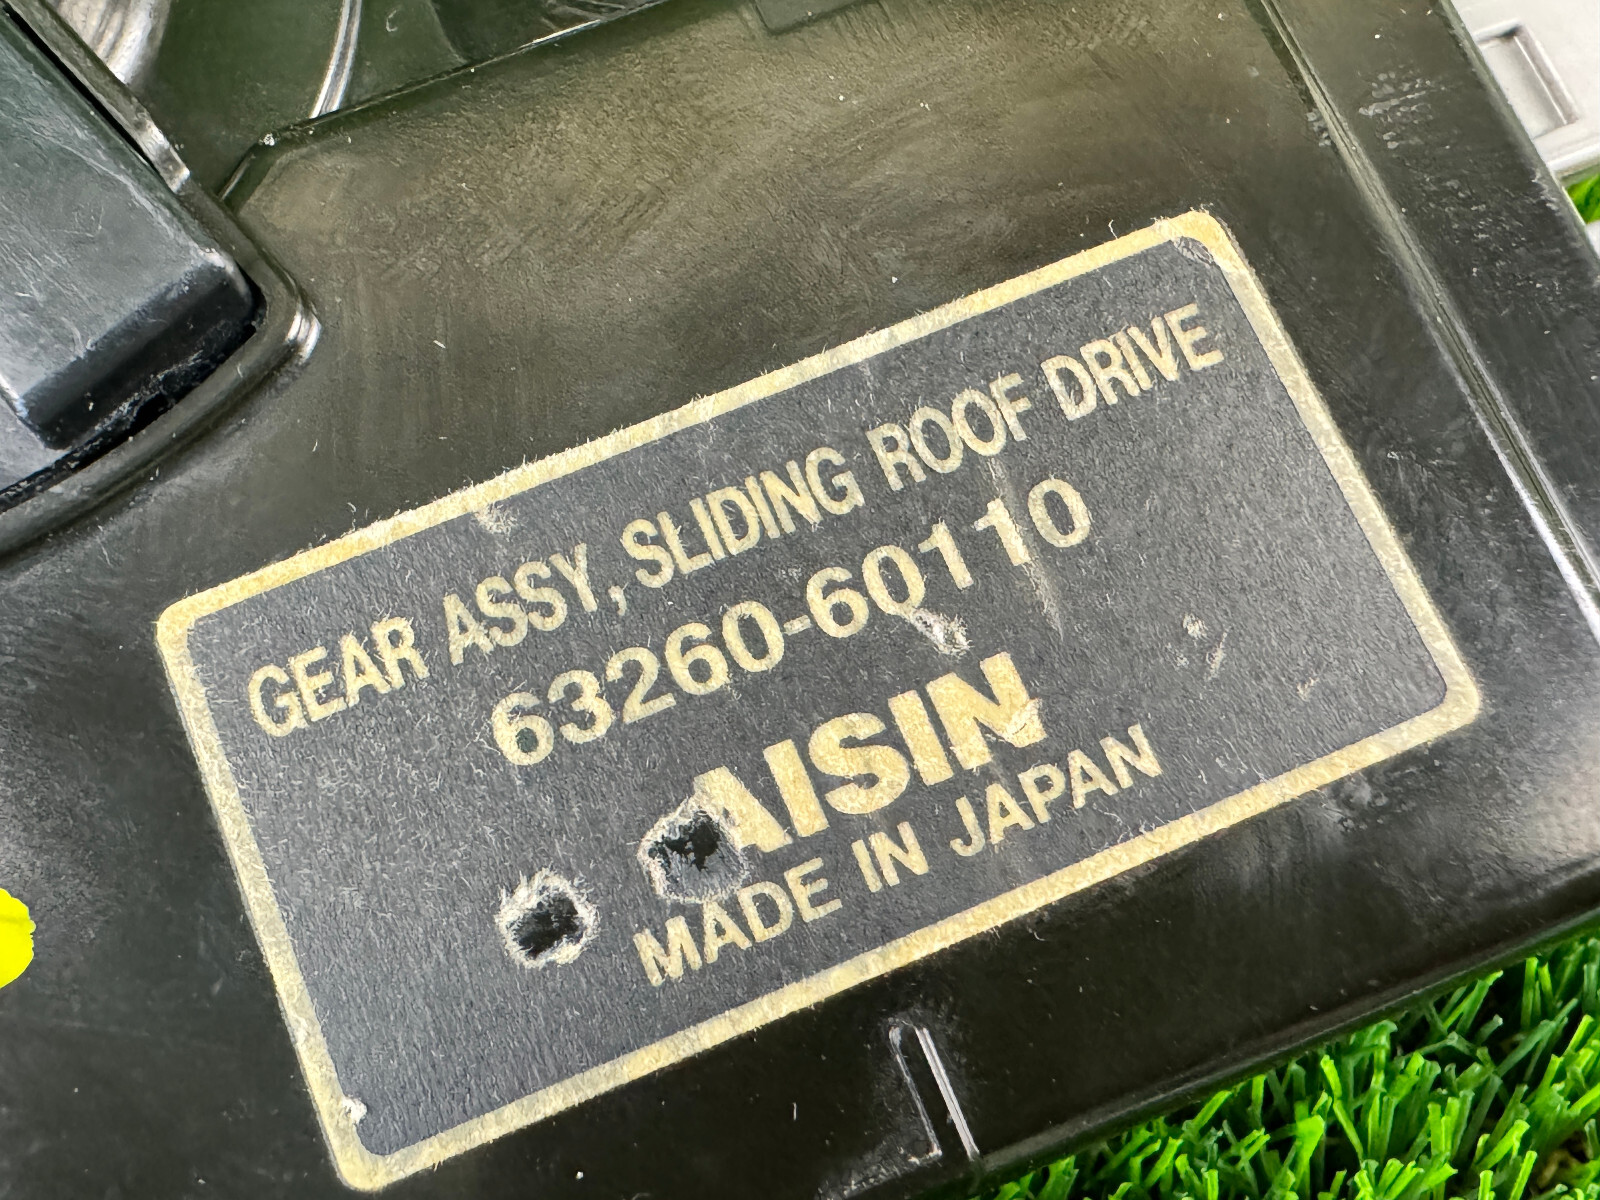 GEAR ASSY, SLIDING ROOF DRIVE
63260-60110
AISIN
MADE IN JAPAN